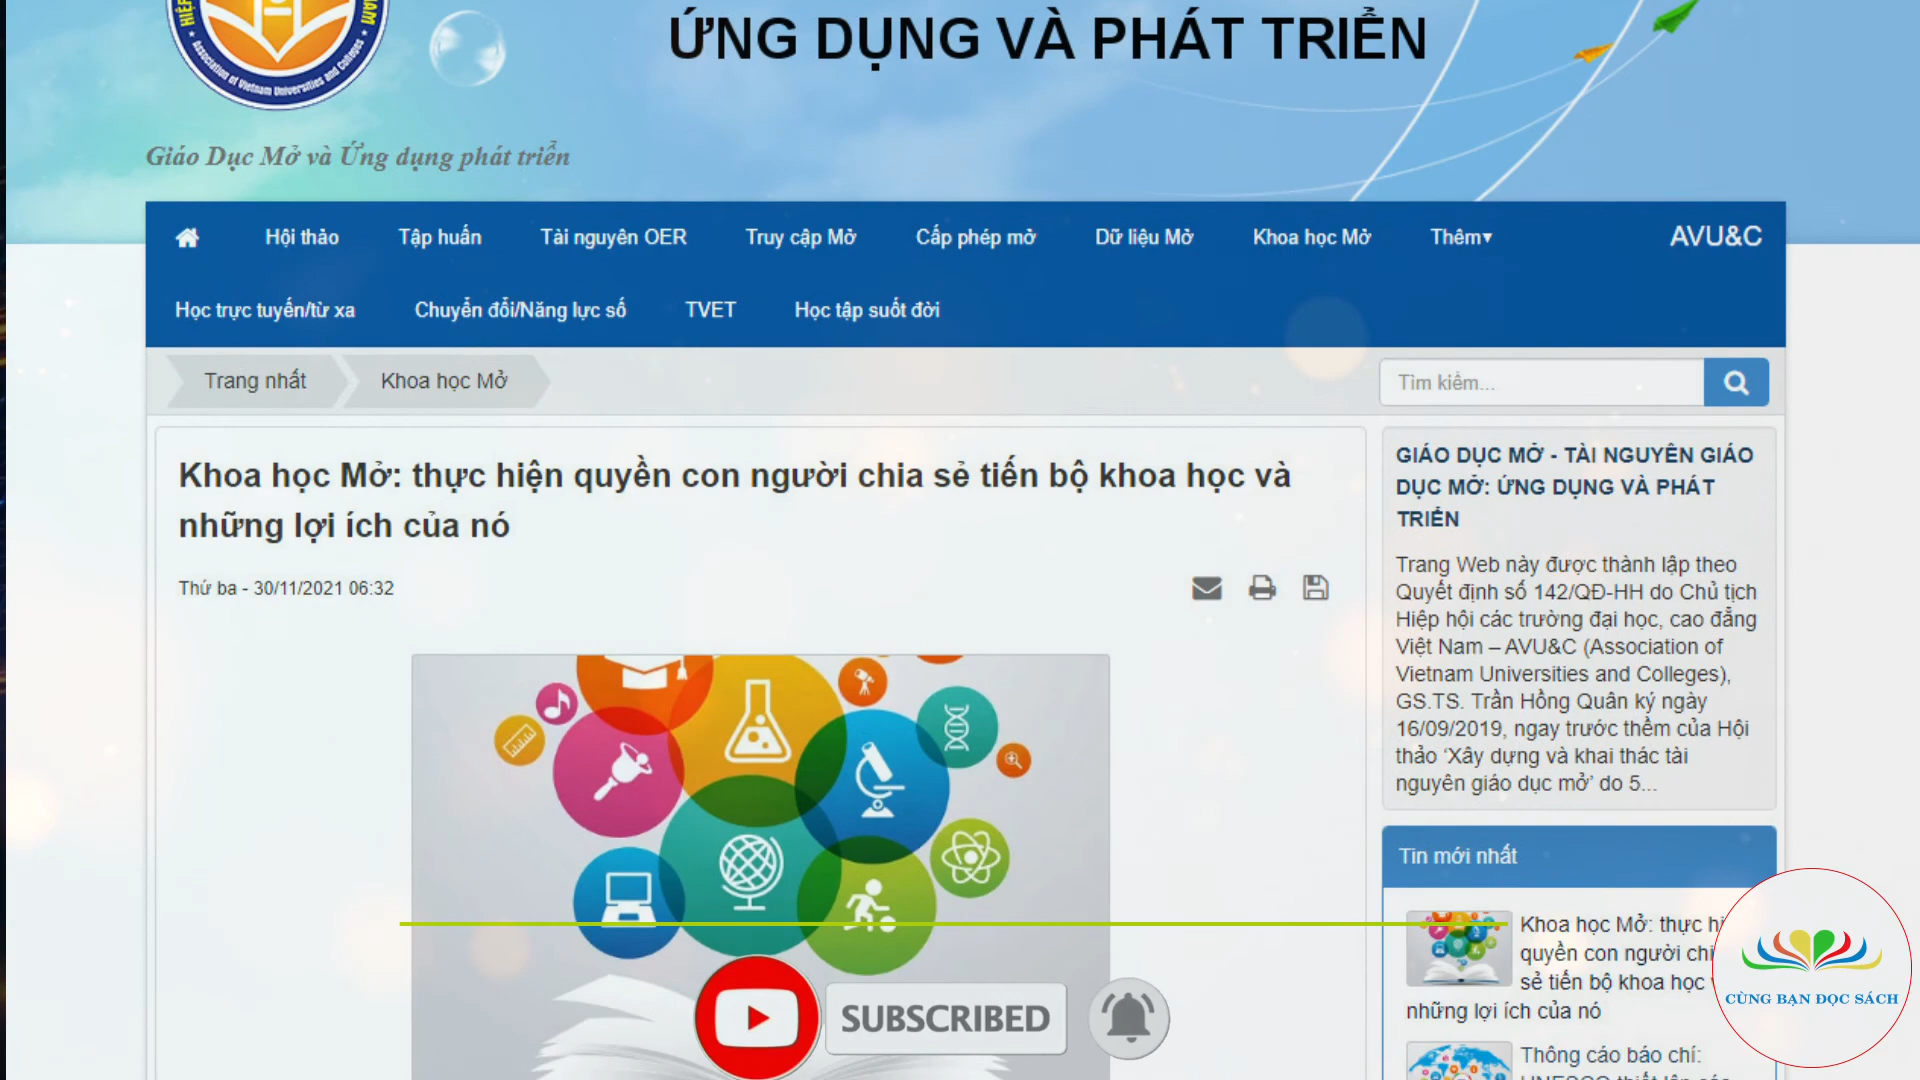 ỨNG DỤNG VÀ PHÁT TRIỂN
Association of Vietnam Universities and Colleges
Giáo Dục Mở và Ứng dụng phát triển
Hội thảo
Tập huấn
Tài nguyên OER
Truy cập Mở
Cấp phép mở
Dữ liệu Mở
Khoa học Mở
Thêm▾
AVU&C
Học trực tuyến/từ xa
Chuyển đổi/Năng lực số
TVET
Học tập suốt đời
Trang nhất
Khoa học Mở
Tìm kiếm...
Khoa học Mở: thực hiện quyền con người chia sẻ tiến bộ khoa học và
những lợi ích của nó
Thứ ba - 30/11/2021 06:32
GIÁO DỤC MỞ - TÀI NGUYÊN GIÁO
DỤC MỞ: ỨNG DỤNG VÀ PHÁT
TRIỂN
Trang Web này được thành lập theo
Quyết định số 142/QĐ-HH do Chủ tịch
Hiệp hội các trường đại học, cao đẳng
Việt Nam – AVU&C (Association of
Vietnam Universities and Colleges),
GS.TS. Trần Hồng Quân ký ngày
16/09/2019, ngay trước thềm của Hội
thảo ‘Xây dựng và khai thác tài
nguyên giáo dục mở’ do 5...
Tin mới nhất
Khoa học Mở: thực
quyền con người
sẻ tiến bộ khoa học
những lợi ích của nó
Thông cáo báo chí:
SUBSCRIBED
CÙNG BẠN ĐỌC SÁCH